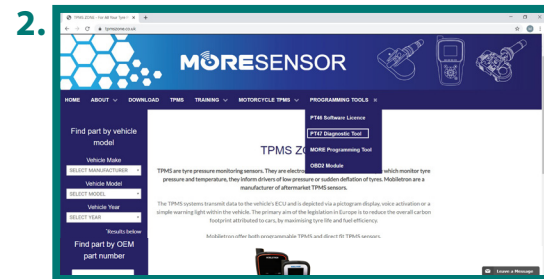 2.
TPMS ZONE - For All Your Tyre P
tpmszone.co.uk
MORESENSOR
HOME ABOUT DOWNLOAD TPMS TRAINING MOTORCYCLE TPMS PROGRAMMING TOOLS
PT46 Software Licence
PT47 Diagnostic Tool
MORE Programming Tool
OBD2 Module
Find part by vehicle
model
Vehicle Make
SELECT MANUFACTURER
Vehicle Model
SELECT MODEL
Vehicle Year
SELECT YEAR
*Results below
Find part by OEM
part number
TPMS ZO
TPMS are tyre pressure monitoring sensors. They are electron which monitor tyre
pressure and temperature, they inform drivers of low pressure or sudden deflation of tyres. Mobiletron are a
manufacturer of aftermarket TPMS sensors.
The TPMS systems transmit data to the vehicle's ECU and is depicted via a pictogram display, voice activation or a
simple warning light within the vehicle. The primary aim of the legislation in Europe is to reduce the overall carbon
footprint attributed to cars, by maximising tyre life and fuel efficiency.
Mobiletron offer both programmable TPMS and direct fit TPMS sensors.
Leave a Message